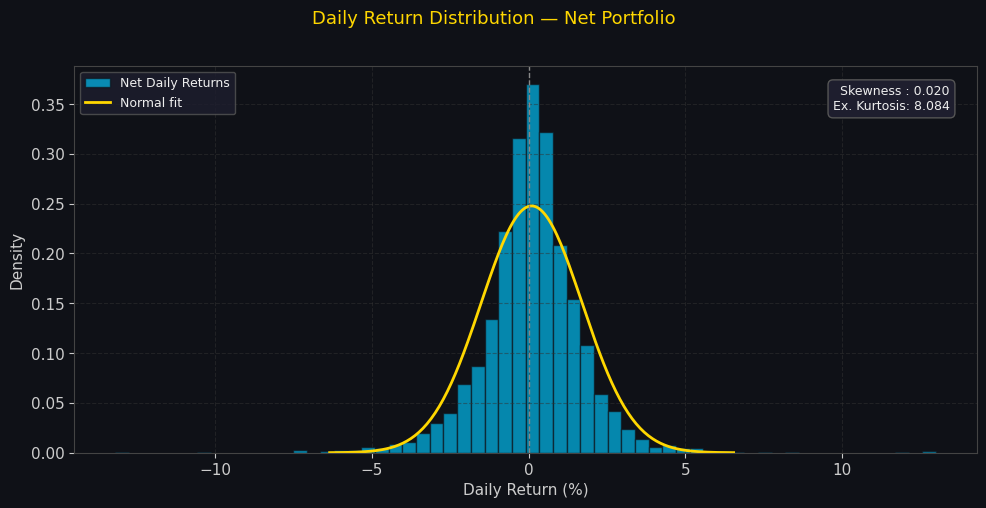 Daily Return Distribution — Net Portfolio
Net Daily Returns
Normal fit
Skewness : 0.020
Ex. Kurtosis: 8.084
0.35
0.30
0.25
0.20
0.15
0.10
0.05
0.00
Density
−10
−5
0
5
10
Daily Return (%)